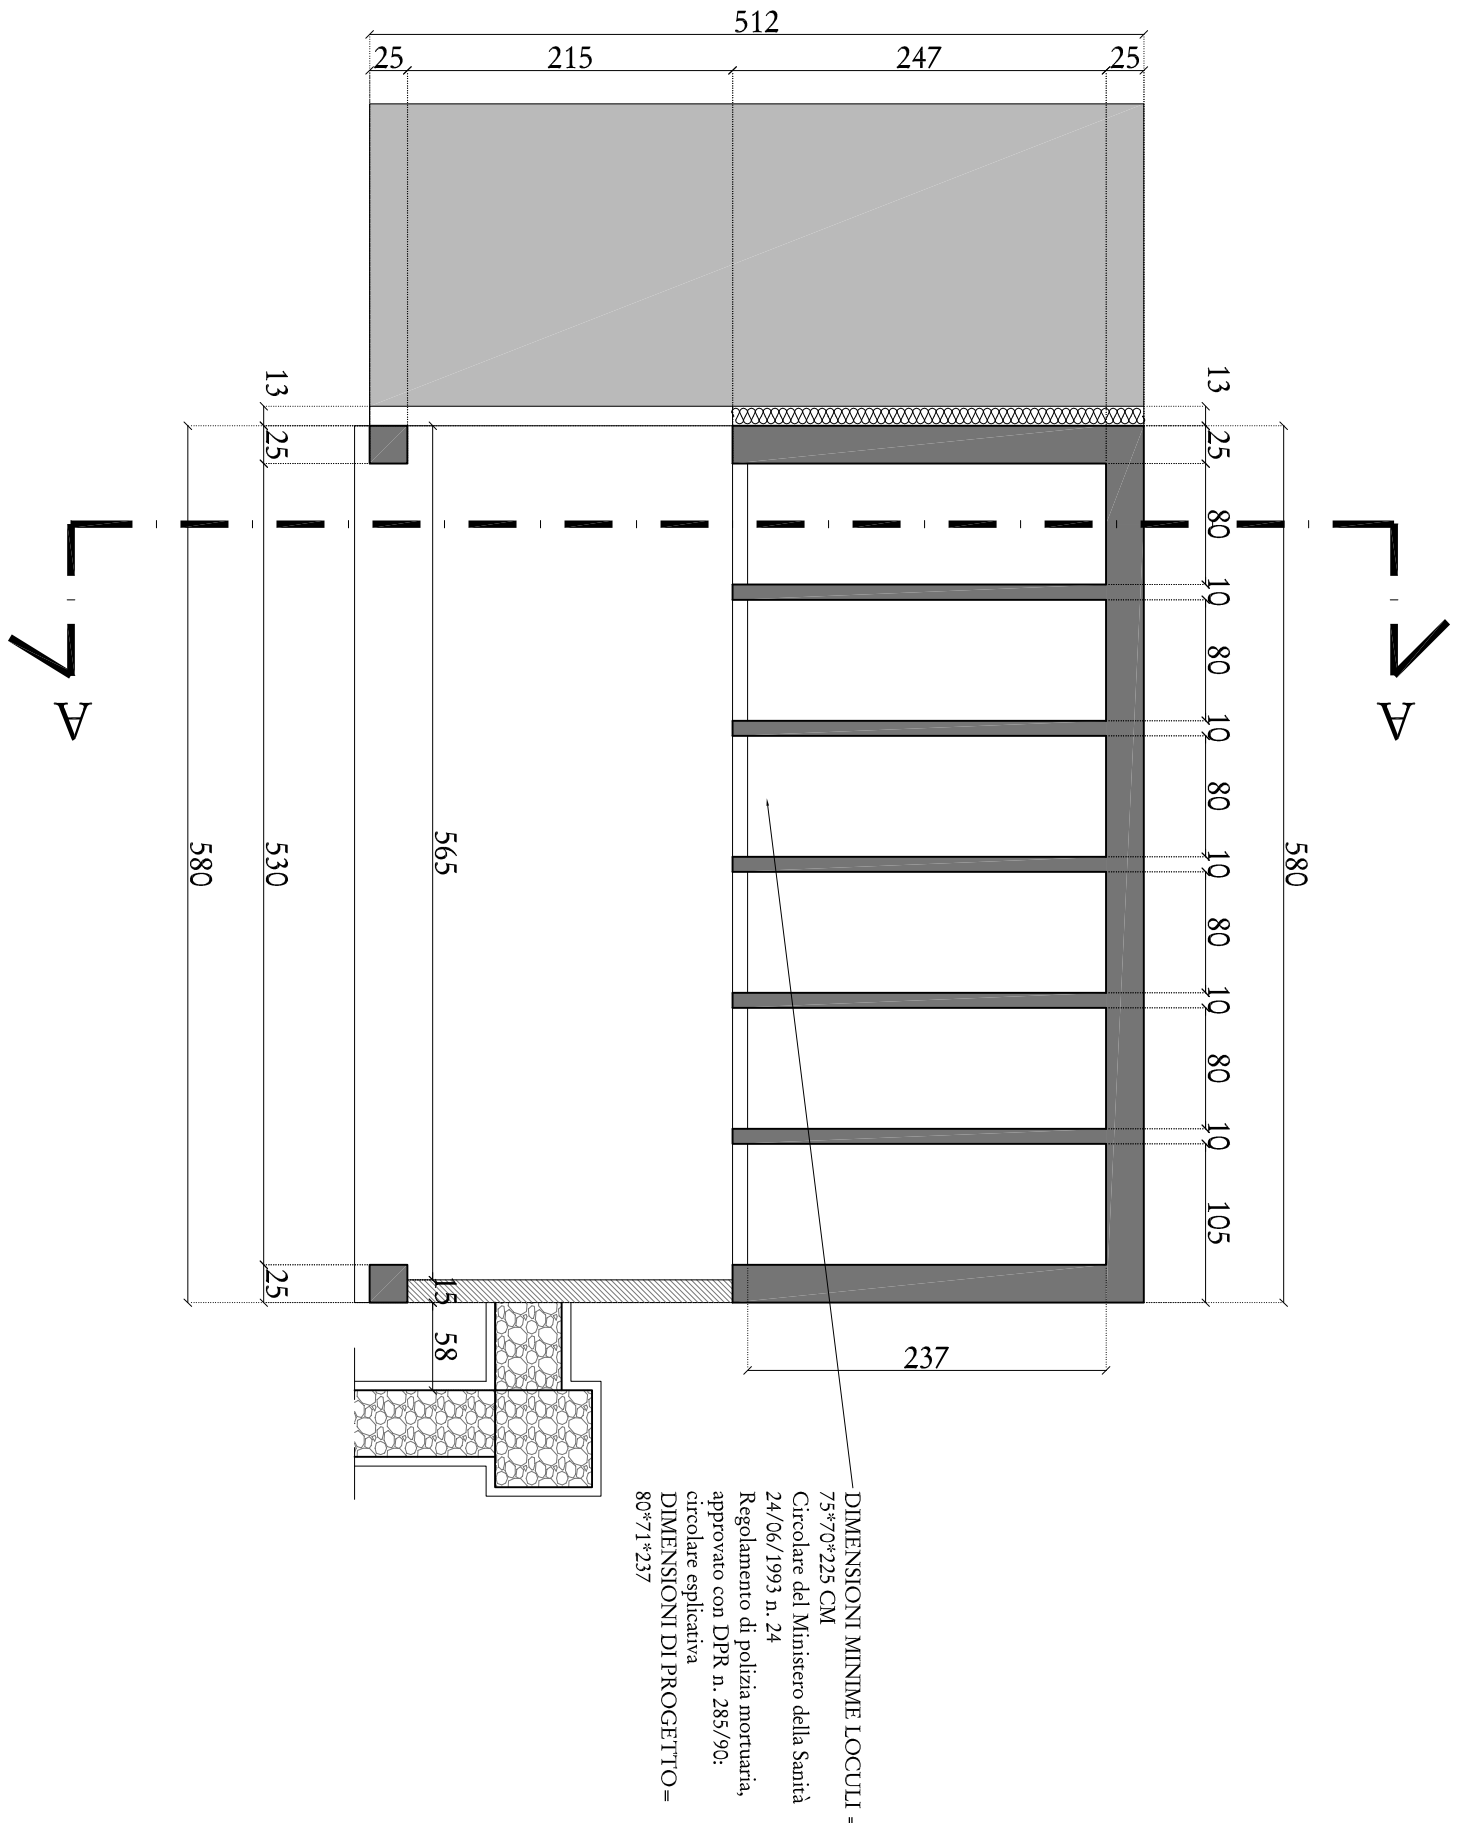 512
25 215 247 25
13
25
530
25
580
565
15
58
13
25
80
10
80
10
80
10
80
10
80
10
105
580
237
A
A
DIMENSIONI MINIME LOCULI =
75*70*225 CM
Circolare del Ministero della Sanità
24/06/1993 n. 24
Regolamento di polizia mortuaria,
approvato con DPR n. 285/90:
circolare esplicativa
DIMENSIONI DI PROGETTO=
80*71*237